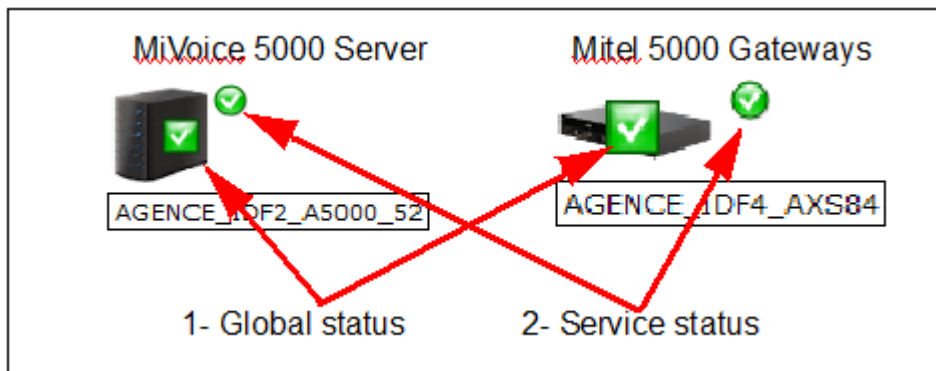 MiVoice 5000 Server
Mitel 5000 Gateways
AGENCE_IDF2_A5000_52
AGENCE_IDF4_AXS84
1- Global status
2- Service status